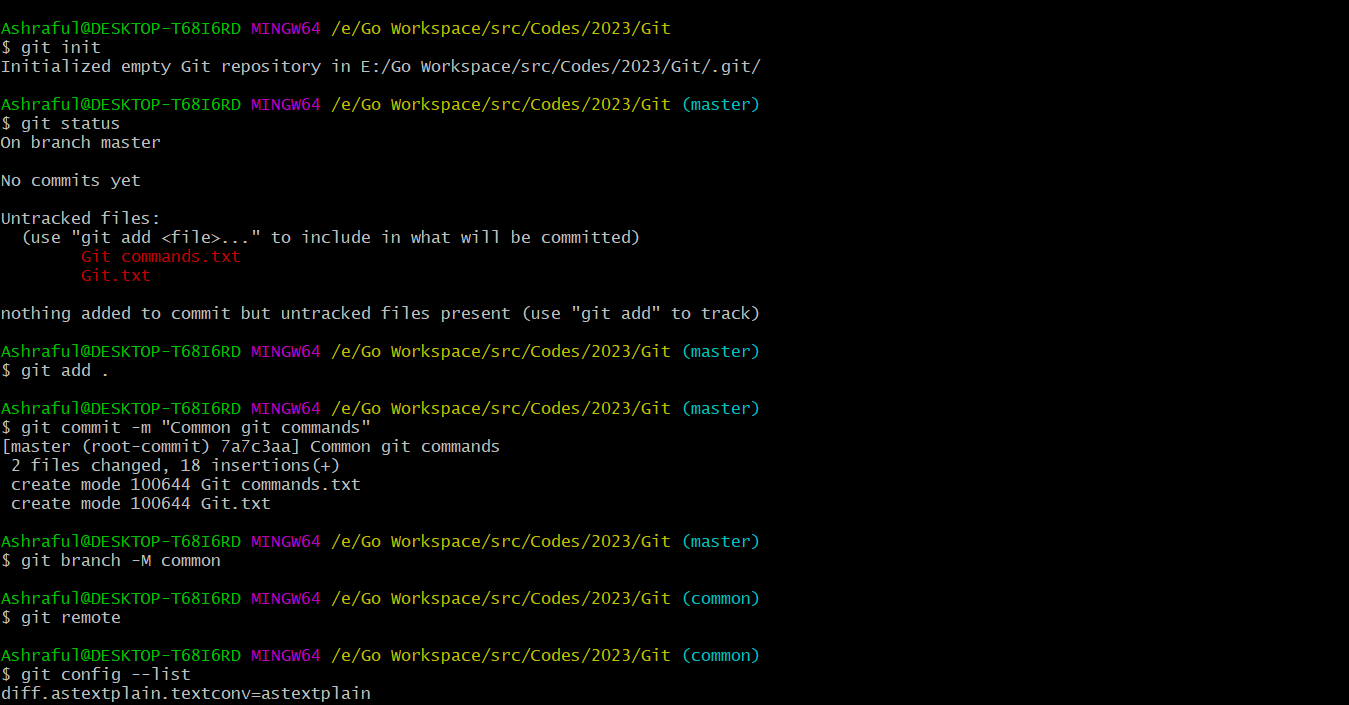 Ashraful@DESKTOP-T68I6RD MINGW64 /e/Go Workspace/src/Codes/2023/Git
$ git init
Initialized empty Git repository in E:/Go Workspace/src/Codes/2023/Git/.git/
Ashraful@DESKTOP-T68I6RD MINGW64 /e/Go Workspace/src/Codes/2023/Git (master)
$ git status
On branch master
No commits yet
Untracked files:
  (use "git add <file>..." to include in what will be committed)
        Git commands.txt
        Git.txt
nothing added to commit but untracked files present (use "git add" to track)
Ashraful@DESKTOP-T68I6RD MINGW64 /e/Go Workspace/src/Codes/2023/Git (master)
$ git add .
Ashraful@DESKTOP-T68I6RD MINGW64 /e/Go Workspace/src/Codes/2023/Git (master)
$ git commit -m "Common git commands"
[master (root-commit) 7a7c3aa] Common git commands
 2 files changed, 18 insertions(+)
 create mode 100644 Git commands.txt
 create mode 100644 Git.txt
Ashraful@DESKTOP-T68I6RD MINGW64 /e/Go Workspace/src/Codes/2023/Git (master)
$ git branch -M common
Ashraful@DESKTOP-T68I6RD MINGW64 /e/Go Workspace/src/Codes/2023/Git (common)
$ git remote
Ashraful@DESKTOP-T68I6RD MINGW64 /e/Go Workspace/src/Codes/2023/Git (common)
$ git config --list
diff.astextplain.textconv=astextplain